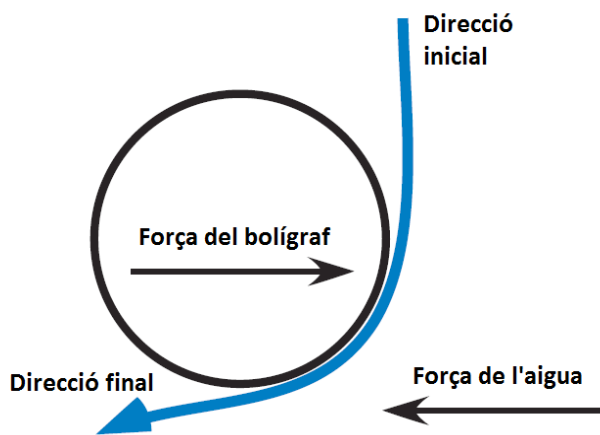 Direcció
inicial
Força del bolígraf
Direcció final
Força de l'aigua